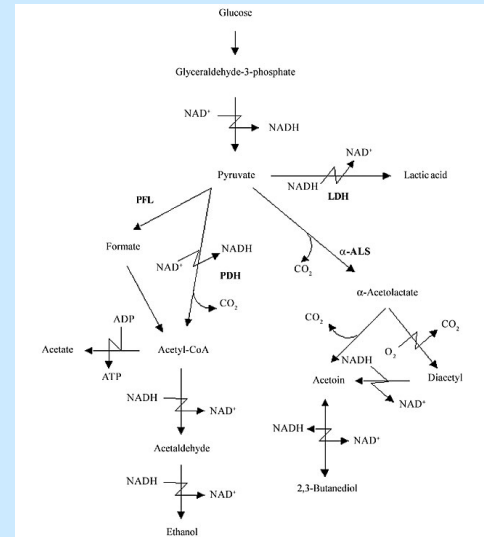 Glucose
Glyceraldehyde-3-phosphate
NAD⁺
NADH
NAD⁺
Pyruvate
Lactic acid
NADH
LDH
PFL
Formate
NADH
NAD⁺
PDH
α-ALS
CO₂
CO₂
α-Acetolactate
ADP
CO₂
CO₂
O₂
Acetate
Acetyl-CoA
NADH
ATP
Acetoin
Diacetyl
NADH
NAD⁺
NAD⁺
NADH
NAD⁺
Acetaldehyde
NADH
NAD⁺
2,3-Butanediol
Ethanol